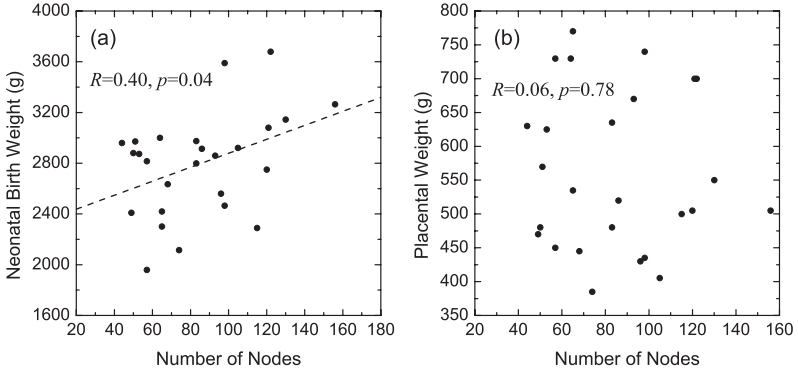 (a)
R=0.40, p=0.04
Neonatal Birth Weight (g)
4000
3600
3200
2800
2400
2000
1600
20 40 60 80 100 120 140 160 180
Number of Nodes
(b)
R=0.06, p=0.78
Placental Weight (g)
800
750
700
650
600
550
500
450
400
350
20 40 60 80 100 120 140 160
Number of Nodes